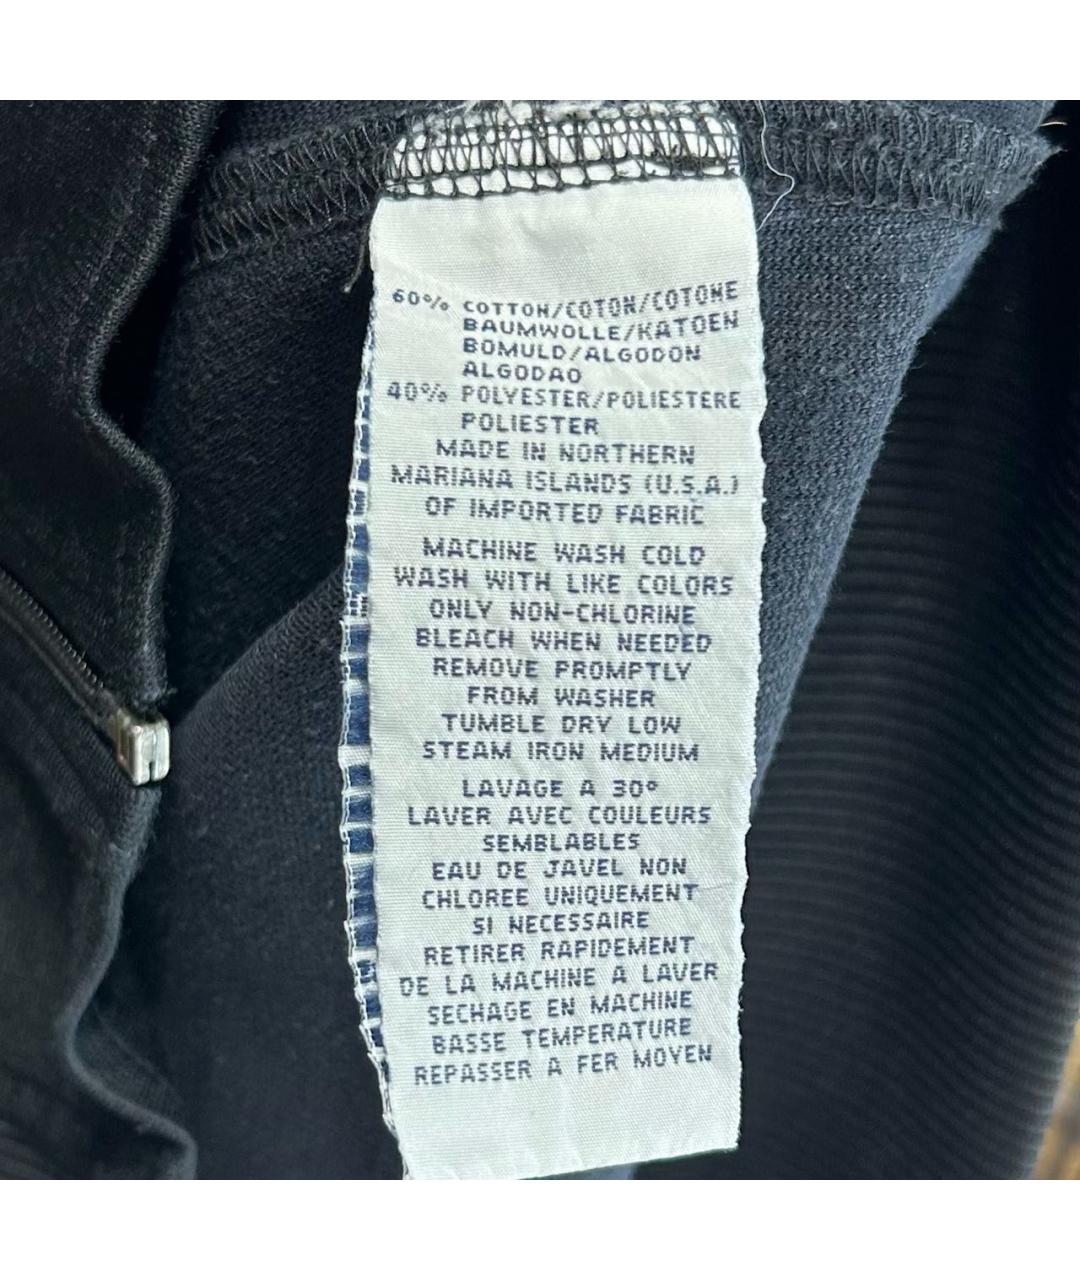 60% COTTON/COTON/COTONE
BAUMWOLLE/KATOEN
BOMULD/ALGODON
ALGODAO
40% POLYESTER/POLIESTERE
POLIESTER
MADE IN NORTHERN
MARIANA ISLANDS (U.S.A.)
OF IMPORTED FABRIC
MACHINE WASH COLD
WASH WITH LIKE COLORS
ONLY NON-CHLORINE
BLEACH WHEN NEEDED
REMOVE PROMPTLY
FROM WASHER
TUMBLE DRY LOW
STEAM IRON MEDIUM
LAVAGE A 30°
LAVER AVEC COULEURS
SEMBLABLES
EAU DE JAVEL NON
CHLOREE UNIQUEMENT
SI NECESSAIRE
RETIRER RAPIDEMENT
DE LA MACHINE A LAVER
SECHAGE EN MACHINE
BASSE TEMPERATURE
REPASSER A FER MOYEN